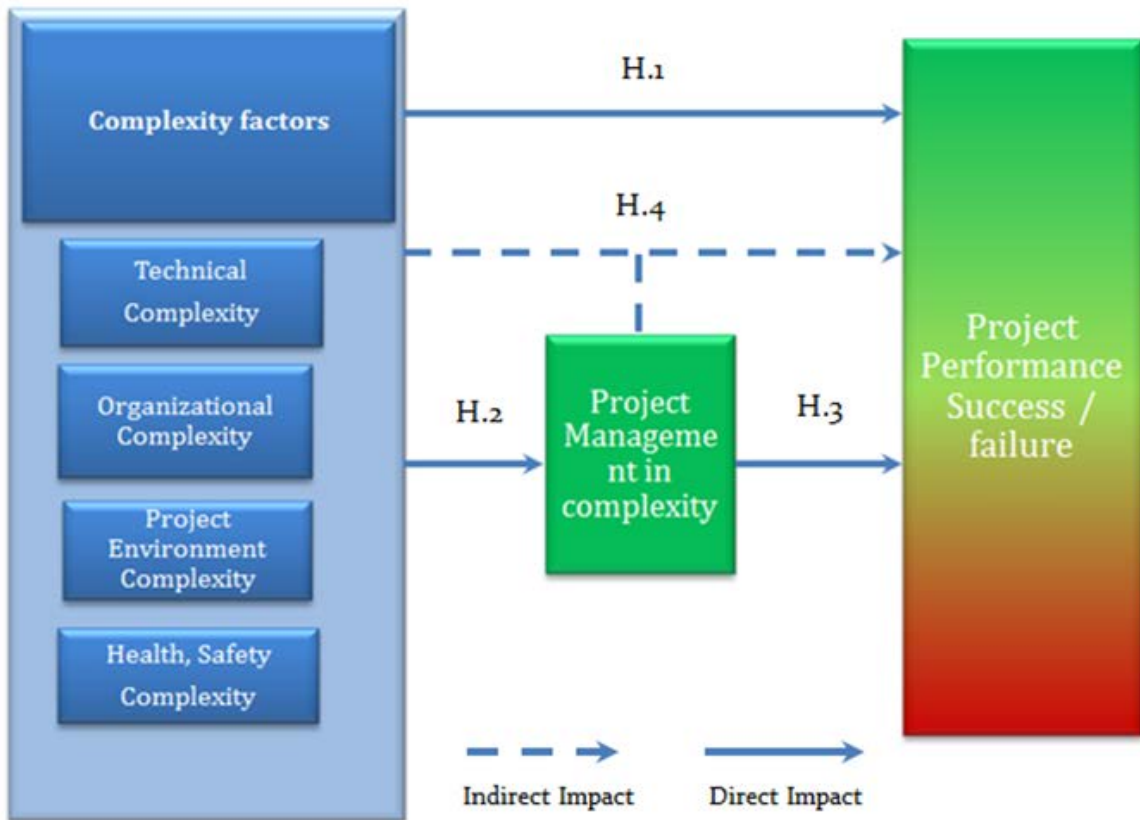 Complexity factors
Technical
Complexity
Organizational
Complexity
Project
Environment
Complexity
Health, Safety
Complexity
H.1
H.4
H.2
Project
Manageme
nt in
complexity
H.3
Project
Performance
Success /
failure
Indirect Impact
Direct Impact